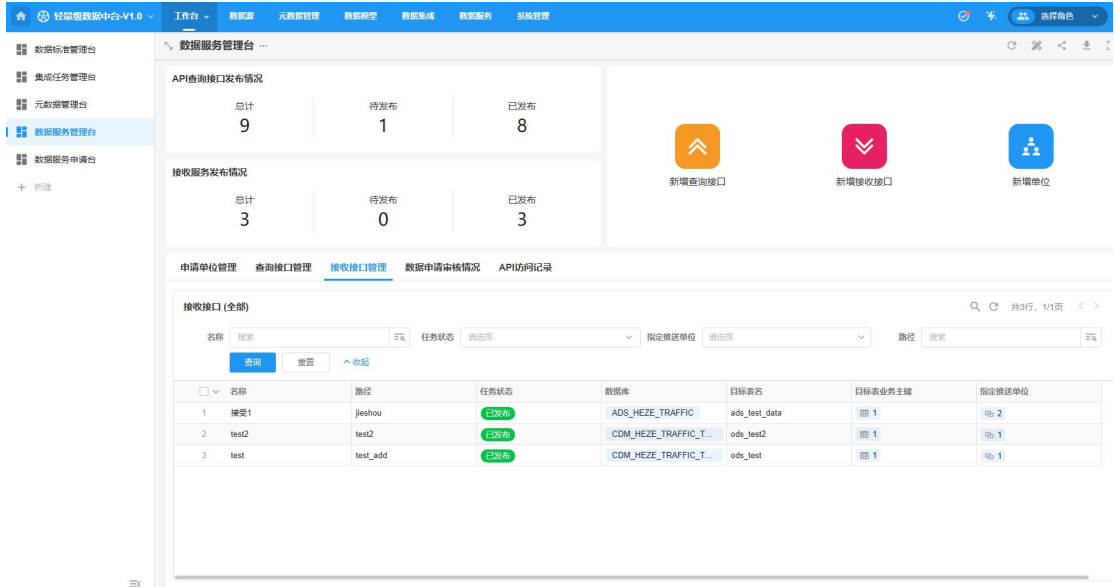 轻量级数据中台-V1.0 工作台 数据源 元数据管理 数据模型 数据集成 数据服务 系统管理 选择角色
数据标准管理台
集成任务管理台
元数据管理台
数据服务管理台
数据服务申请台
+ 新建
数据服务管理台 ...
API查询接口发布情况
总计 待发布 已发布
9 1 8
接收服务发布情况
总计 待发布 已发布
3 0 3
新增查询接口 新增接收接口 新增单位
申请单位管理 查询接口管理 接收接口管理 数据申请审核情况 API访问记录
接收接口 (全部) 共3行, 1/1页
名称 搜索 任务状态 请选择 指定推送单位 请选择 路径 搜索
查询 重置 收起
名称 路径 任务状态 数据库 目标表名 目标表业务主键 指定推送单位
1 接受1 jieshou 已发布 ADS_HEZE_TRAFFIC ads_test_data 1 2
2 test2 test2 已发布 CDM_HEZE_TRAFFIC_T... ods_test2 1 1
3 test test_add 已发布 CDM_HEZE_TRAFFIC_T... ods_test 1 1